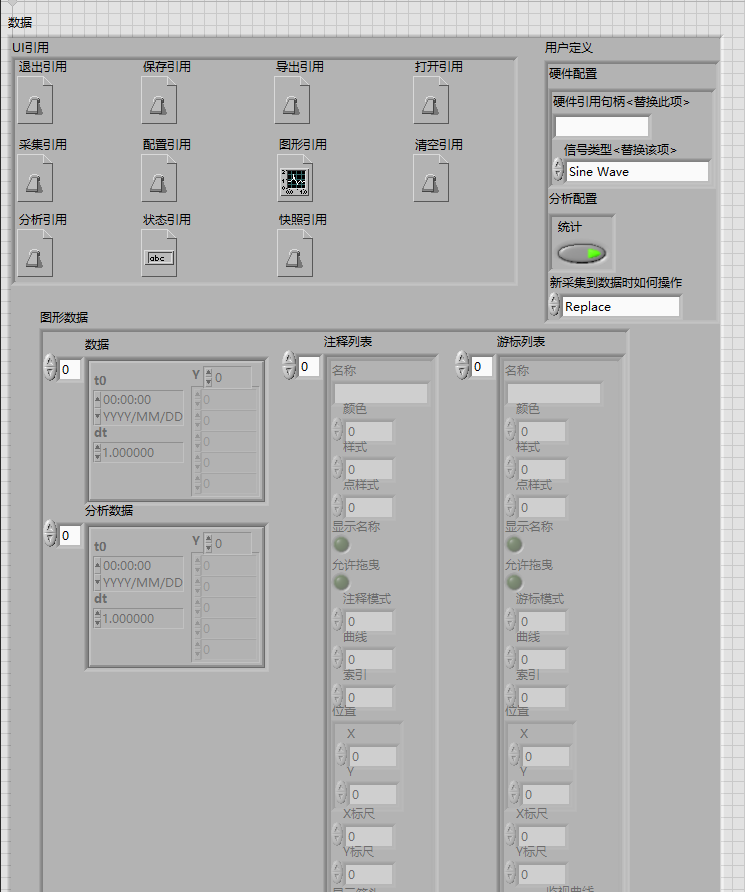 数据
UI引用
退出引用
保存引用
导出引用
打开引用
采集引用
配置引用
图形引用
清空引用
分析引用
状态引用
abc
快照引用
用户定义
硬件配置
硬件引用句柄<替换此项>
信号类型<替换该项>
Sine Wave
分析配置
统计
新采集到数据时如何操作
Replace
图形数据
数据
0
t0
00:00:00
YYYY/MM/DD
dt
1.000000
Y
0
0
0
0
0
0
分析数据
0
t0
00:00:00
YYYY/MM/DD
dt
1.000000
Y
0
0
0
0
0
0
注释列表
0
名称
颜色
0
样式
0
点样式
0
显示名称
允许拖曳
注释模式
0
曲线
0
索引
0
位置
X
0
Y
0
X标尺
0
Y标尺
0
显示箭头
游标列表
0
名称
颜色
0
样式
0
点样式
0
显示名称
允许拖曳
游标模式
0
曲线
0
索引
0
位置
X
0
Y
0
X标尺
0
Y标尺
0
监视曲线